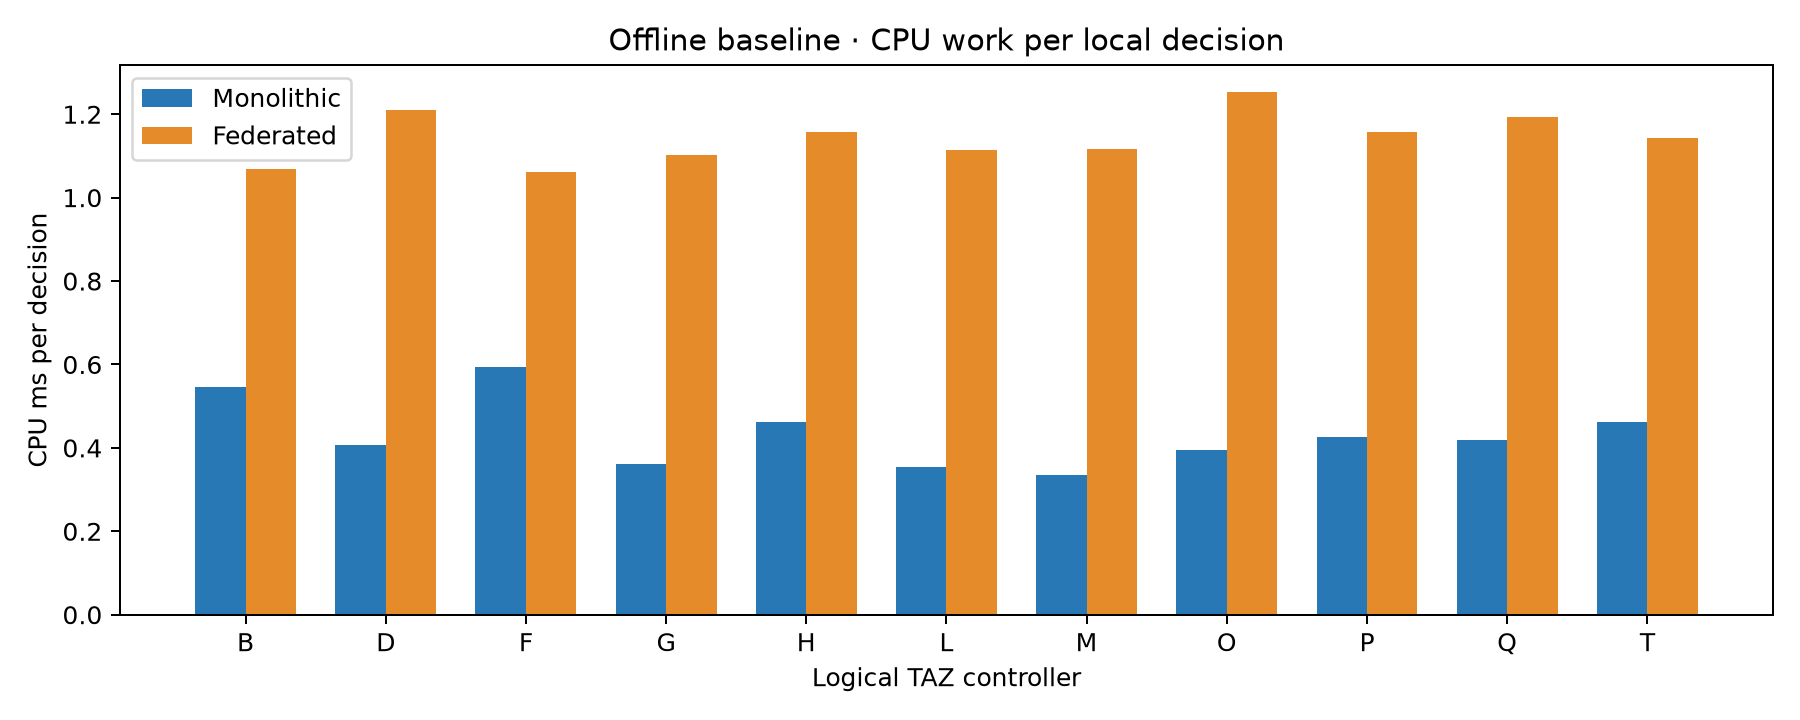 Offline baseline · CPU work per local decision
Monolithic
Federated
CPU ms per decision
1.2
1.0
0.8
0.6
0.4
0.2
0.0
B D F G H L M O P Q T
Logical TAZ controller